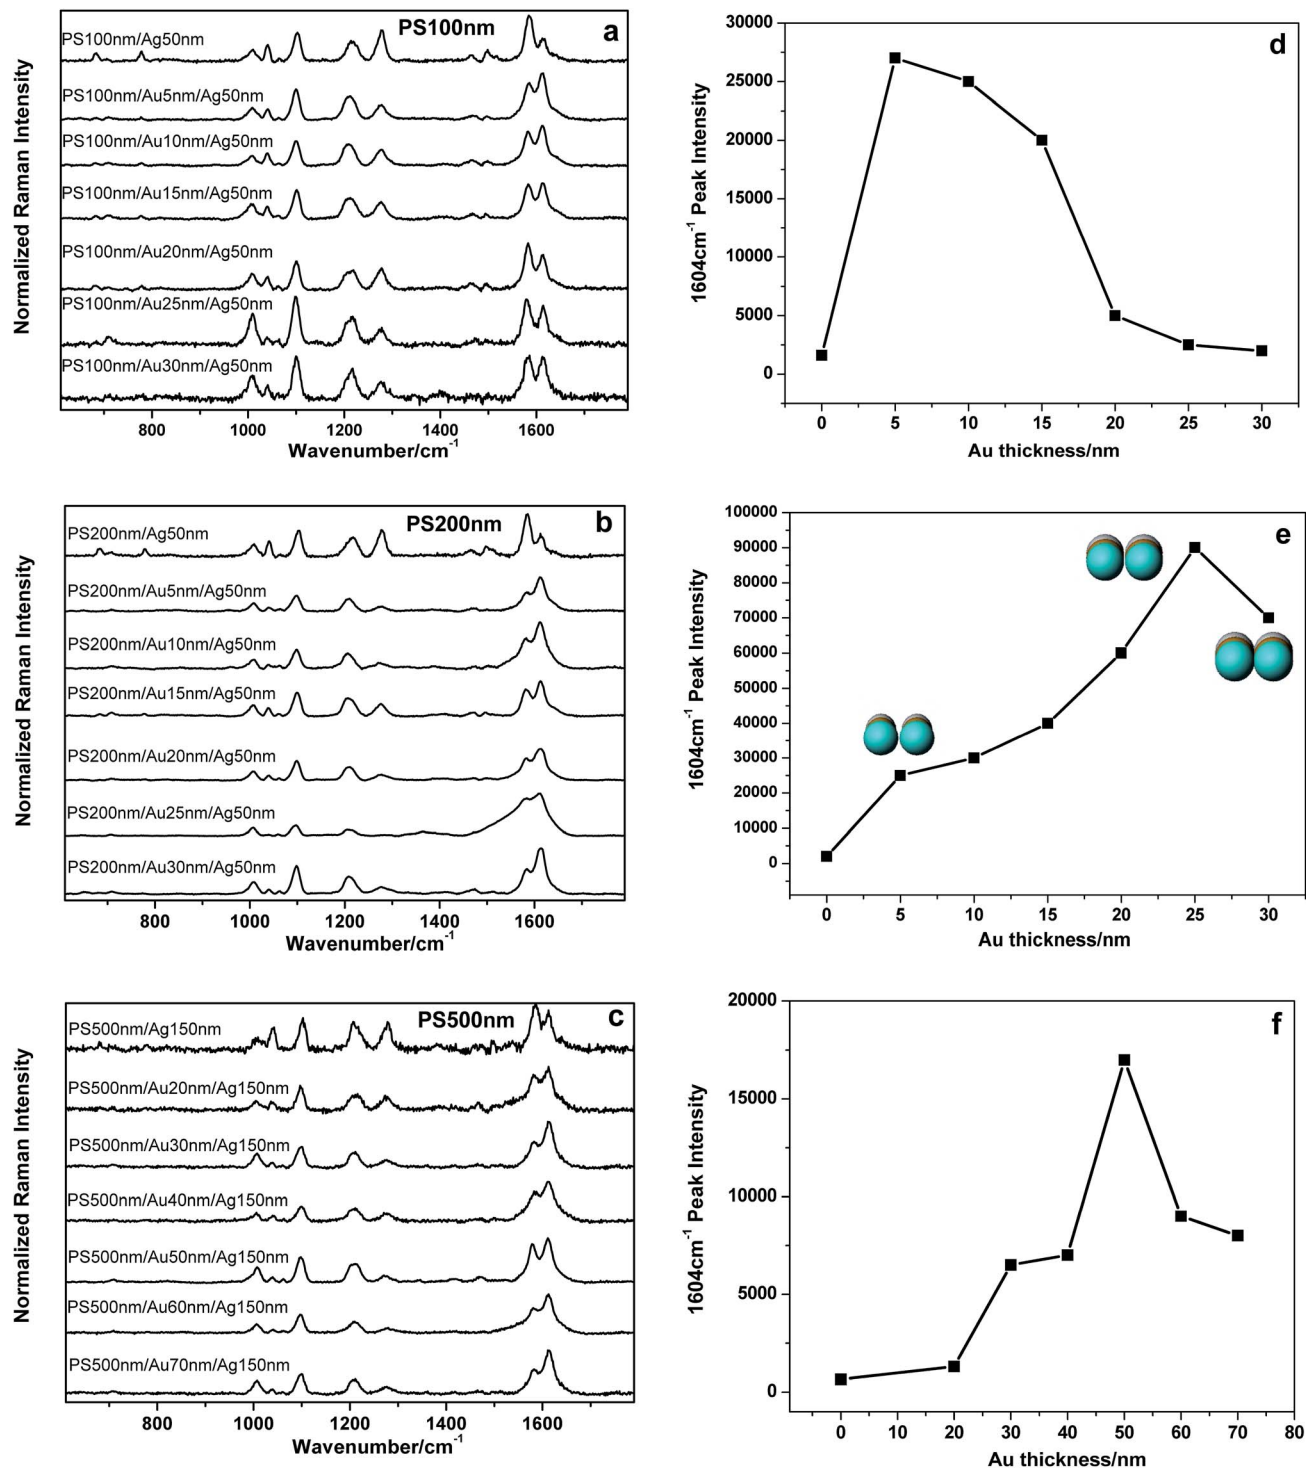 PS100nm
a
PS100nm/Ag50nm
PS100nm/Au5nm/Ag50nm
PS100nm/Au10nm/Ag50nm
PS100nm/Au15nm/Ag50nm
PS100nm/Au20nm/Ag50nm
PS100nm/Au25nm/Ag50nm
PS100nm/Au30nm/Ag50nm
Normalized Raman Intensity
800 1000 1200 1400 1600
Wavenumber/cm⁻¹
d
30000
25000
20000
15000
10000
5000
0
1604cm⁻¹ Peak Intensity
0 5 10 15 20 25 30
Au thickness/nm
PS200nm
b
PS200nm/Ag50nm
PS200nm/Au5nm/Ag50nm
PS200nm/Au10nm/Ag50nm
PS200nm/Au15nm/Ag50nm
PS200nm/Au20nm/Ag50nm
PS200nm/Au25nm/Ag50nm
PS200nm/Au30nm/Ag50nm
Normalized Raman Intensity
800 1000 1200 1400 1600
Wavenumber/cm⁻¹
e
100000
90000
80000
70000
60000
50000
40000
30000
20000
10000
0
1604cm⁻¹ Peak Intensity
0 5 10 15 20 25 30
Au thickness/nm
PS500nm
c
PS500nm/Ag150nm
PS500nm/Au20nm/Ag150nm
PS500nm/Au30nm/Ag150nm
PS500nm/Au40nm/Ag150nm
PS500nm/Au50nm/Ag150nm
PS500nm/Au60nm/Ag150nm
PS500nm/Au70nm/Ag150nm
Normalized Raman Intensity
800 1000 1200 1400 1600
Wavenumber/cm⁻¹
f
20000
15000
10000
5000
0
1604cm⁻¹ Peak Intensity
0 10 20 30 40 50 60 70 80
Au thickness/nm